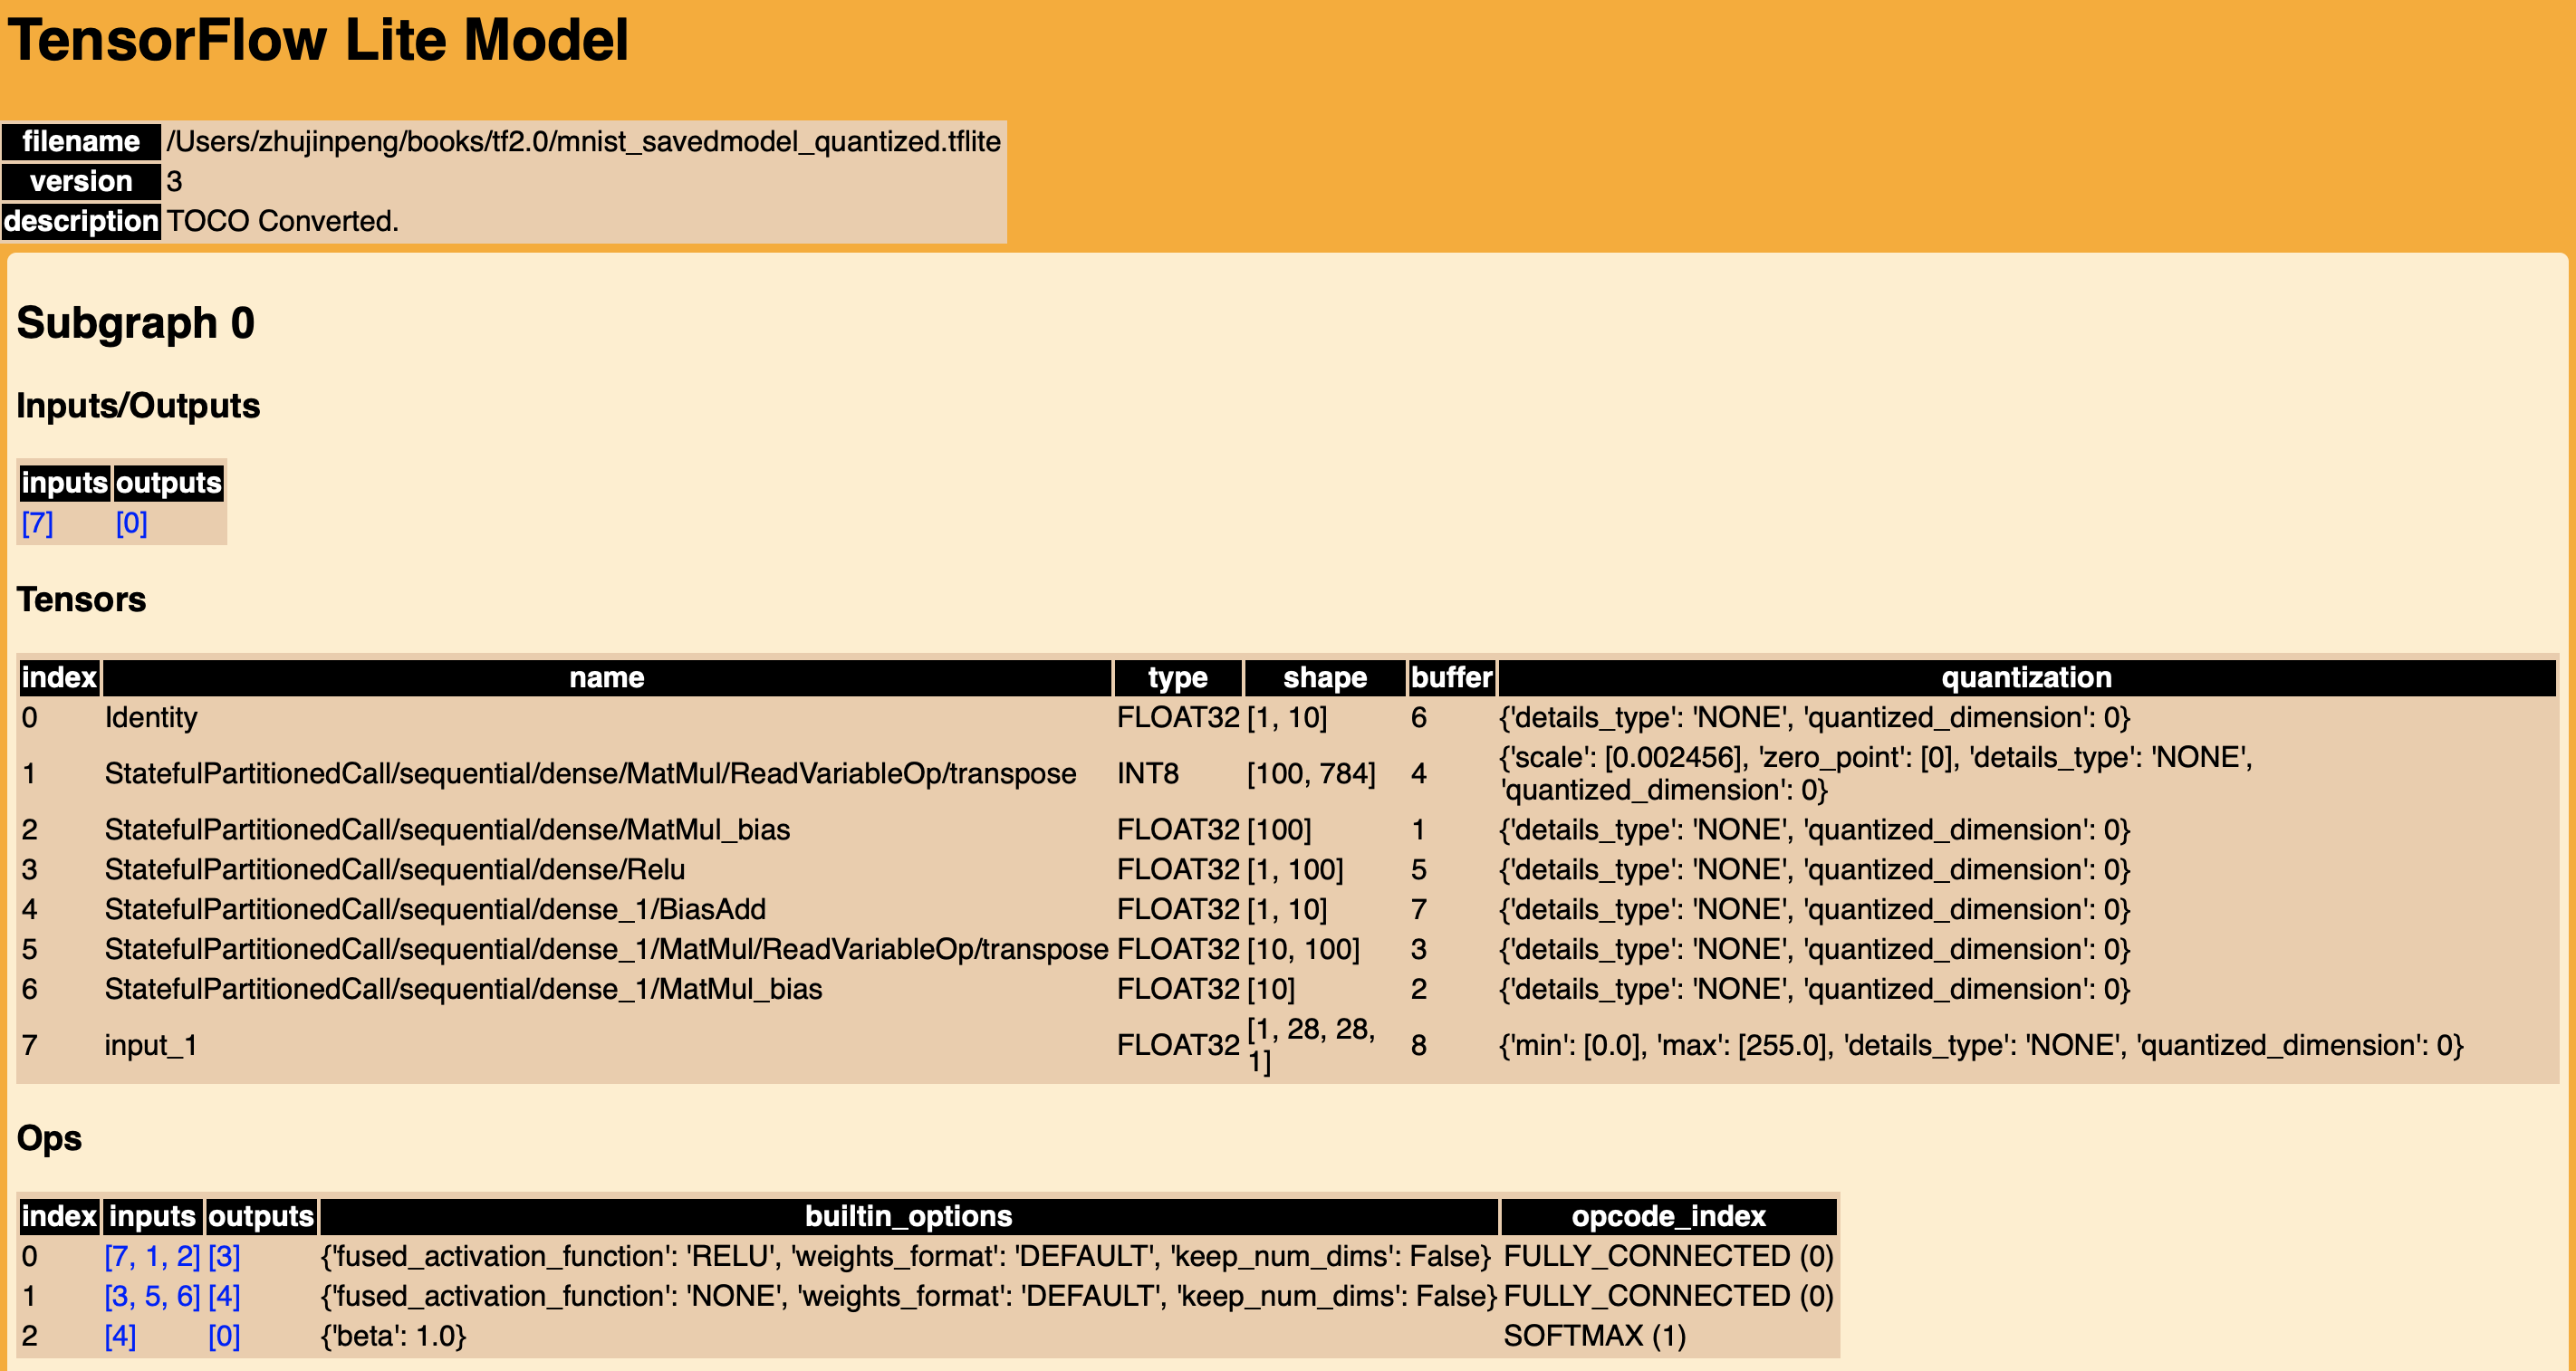 TensorFlow Lite Model
filename /Users/zhujinpeng/books/tf2.0/mnist_savedmodel_quantized.tflite
version 3
description TOCO Converted.
Subgraph 0
Inputs/Outputs
inputs outputs
[7] [0]
Tensors
index name type shape buffer quantization
0 Identity FLOAT32 [1, 10] 6 {'details_type': 'NONE', 'quantized_dimension': 0}
1 StatefulPartitionedCall/sequential/dense/MatMul/ReadVariableOp/transpose INT8 [100, 784] 4 {'scale': [0.002456], 'zero_point': [0], 'details_type': 'NONE',
'quantized_dimension': 0}
2 StatefulPartitionedCall/sequential/dense/MatMul_bias FLOAT32 [100] 1 {'details_type': 'NONE', 'quantized_dimension': 0}
3 StatefulPartitionedCall/sequential/dense/Relu FLOAT32 [1, 100] 5 {'details_type': 'NONE', 'quantized_dimension': 0}
4 StatefulPartitionedCall/sequential/dense_1/BiasAdd FLOAT32 [1, 10] 7 {'details_type': 'NONE', 'quantized_dimension': 0}
5 StatefulPartitionedCall/sequential/dense_1/MatMul/ReadVariableOp/transpose FLOAT32 [10, 100] 3 {'details_type': 'NONE', 'quantized_dimension': 0}
6 StatefulPartitionedCall/sequential/dense_1/MatMul_bias FLOAT32 [10] 2 {'details_type': 'NONE', 'quantized_dimension': 0}
7 input_1 FLOAT32 [1, 28, 28,
1] 8 {'min': [0.0], 'max': [255.0], 'details_type': 'NONE', 'quantized_dimension': 0}
Ops
index inputs outputs builtin_options opcode_index
0 [7, 1, 2] [3] {'fused_activation_function': 'RELU', 'weights_format': 'DEFAULT', 'keep_num_dims': False} FULLY_CONNECTED (0)
1 [3, 5, 6] [4] {'fused_activation_function': 'NONE', 'weights_format': 'DEFAULT', 'keep_num_dims': False} FULLY_CONNECTED (0)
2 [4] [0] {'beta': 1.0} SOFTMAX (1)